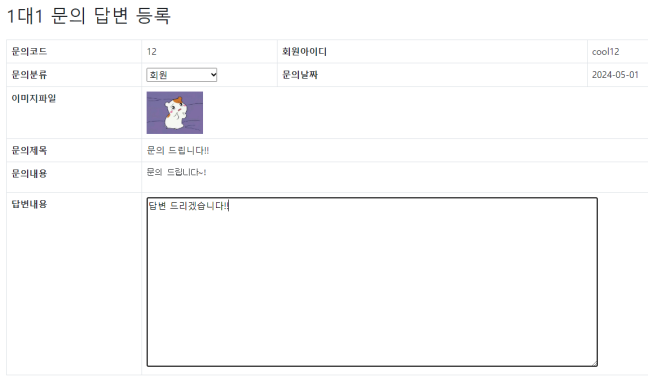 1대1 문의 답변 등록
문의코드 12 회원아이디 cool12
문의분류 회원 문의날짜 2024-05-01
이미지파일
문의제목 문의 드립니다!!
문의내용 문의 드립니다~!
답변내용 답변 드리겠습니다!!